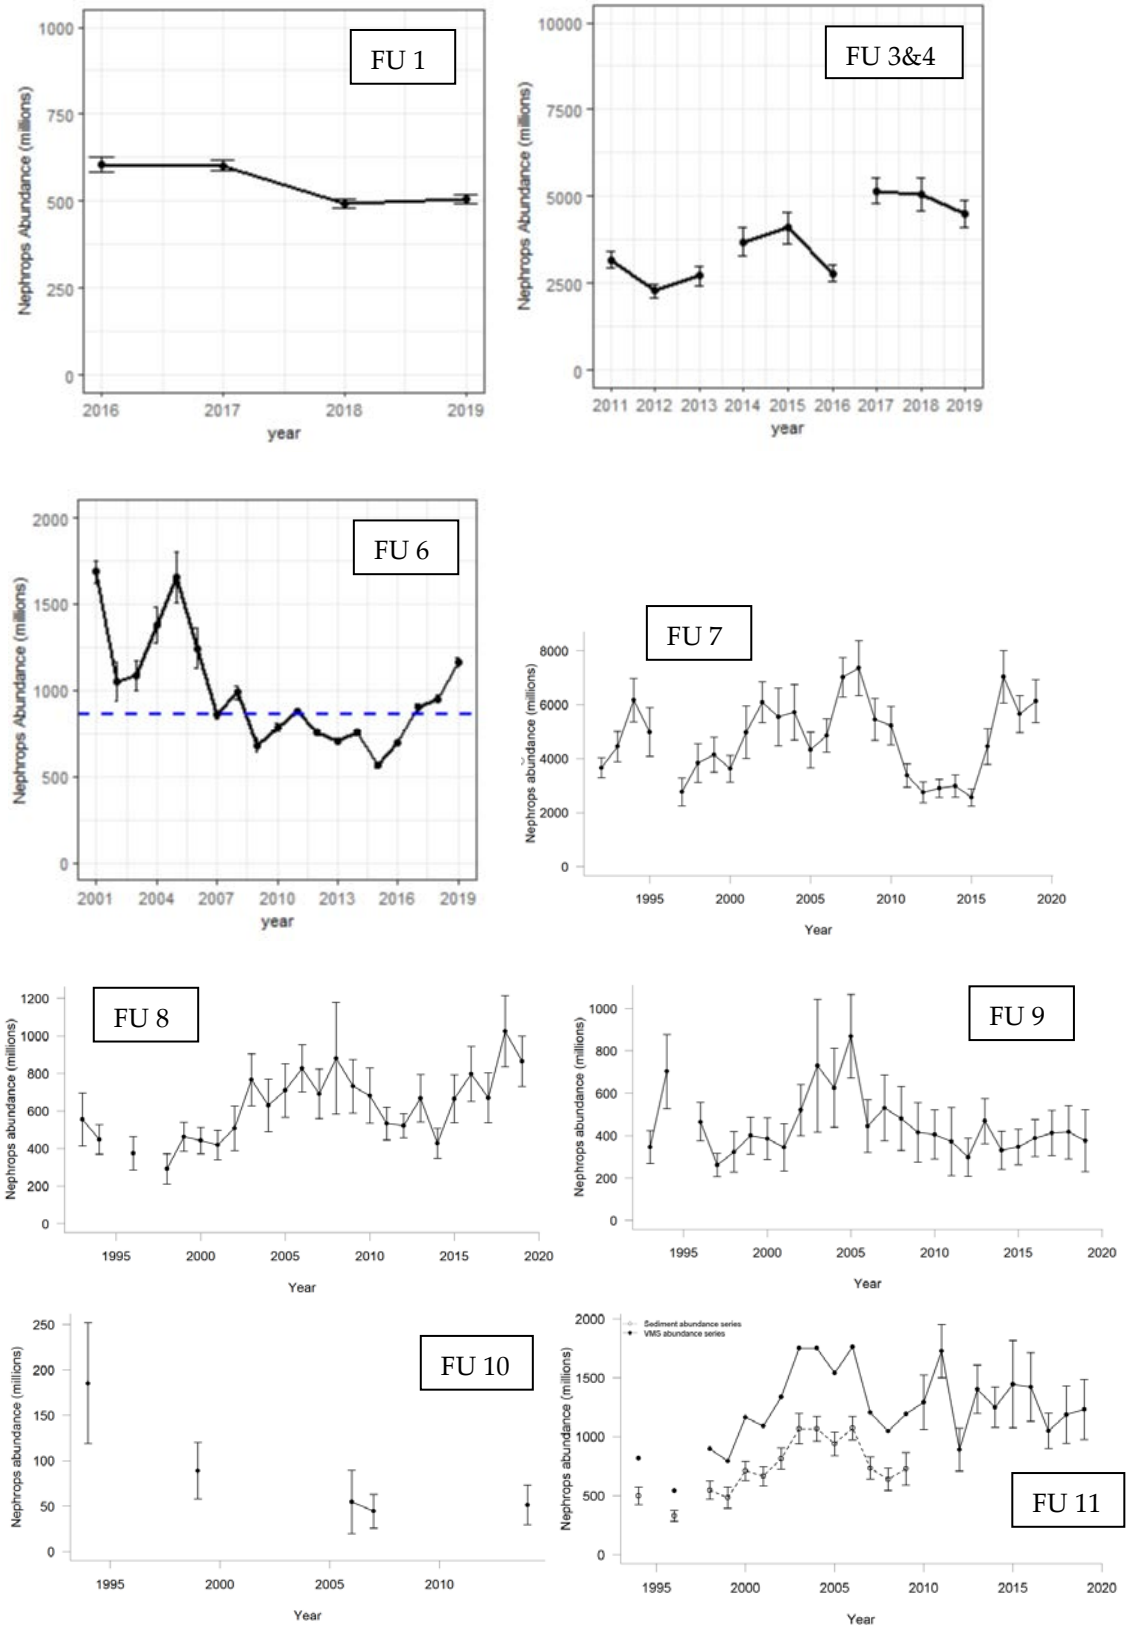 FU 1
Nephrops Abundance (millions)
1000
750
500
250
0
2016 2017 2018 2019
year
FU 3&4
Nephrops Abundance (millions)
10000
7500
5000
2500
0
2011 2012 2013 2014 2015 2016 2017 2018 2019
year
FU 6
Nephrops Abundance (millions)
2000
1500
1000
500
0
2001 2004 2007 2010 2013 2016 2019
year
FU 7
Nephrops abundance (millions)
8000
6000
4000
2000
0
1995 2000 2005 2010 2015 2020
Year
FU 8
Nephrops abundance (millions)
1200
1000
800
600
400
200
0
1995 2000 2005 2010 2015 2020
Year
FU 9
Nephrops abundance (millions)
1000
800
600
400
200
0
1995 2000 2005 2010 2015 2020
Year
FU 10
Nephrops abundance (millions)
250
200
150
100
50
0
1995 2000 2005 2010
Year
Sediment abundance series
VMS abundance series
FU 11
Nephrops abundance (millions)
2000
1500
1000
500
0
1995 2000 2005 2010 2015 2020
Year